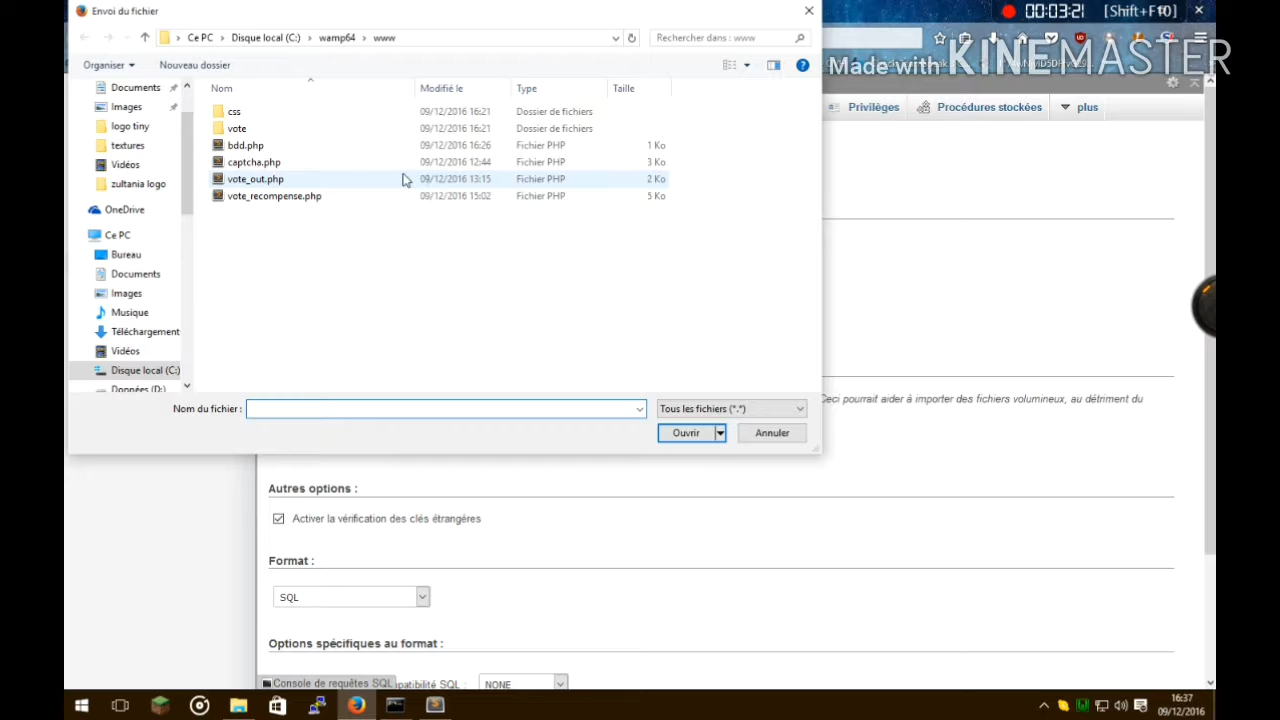 Envoi du fichier
00:03:21 [Shift+F10]
Ce PC > Disque local (C:) > wamp64 > www
Rechercher dans : www
Made with KINEMASTER
Organiser
Nouveau dossier
Nom
Modifié le
Type
Taille
Privilèges
Procédures stockées
plus
Documents
Images
logo tiny
textures
Vidéos
zultania logo
OneDrive
Ce PC
Bureau
Documents
Images
Musique
Téléchargement
Vidéos
Disque local (C:)
Données (D:)
css 09/12/2016 16:21 Dossier de fichiers
vote 09/12/2016 16:21 Dossier de fichiers
bdd.php 09/12/2016 16:26 Fichier PHP 1 Ko
captcha.php 09/12/2016 12:44 Fichier PHP 3 Ko
vote_out.php 09/12/2016 13:15 Fichier PHP 2 Ko
vote_recompense.php 09/12/2016 15:02 Fichier PHP 5 Ko
Nom du fichier :
Tous les fichiers (*.*)
Ouvrir
Annuler
Ceci pourrait aider à importer des fichiers volumineux, au détriment du
Autres options :
Activer la vérification des clés étrangères
Format :
SQL
Options spécifiques au format :
Console de requêtes SQL
patibilité SQL :
NONE
16:37
09/12/2016